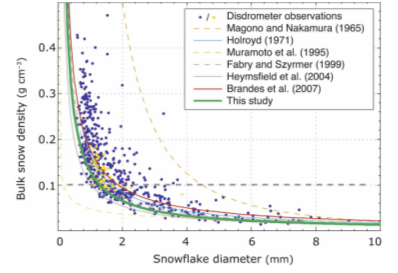 Disdrometer observations
Magono and Nakamura (1965)
Holroyd (1971)
Muramoto et al. (1995)
Fabry and Szyrmer (1999)
Heymsfield et al. (2004)
Brandes et al. (2007)
This study
Bulk snow density (g cm⁻³)
0.4
0.3
0.2
0.1
0 2 4 6 8 10
Snowflake diameter (mm)